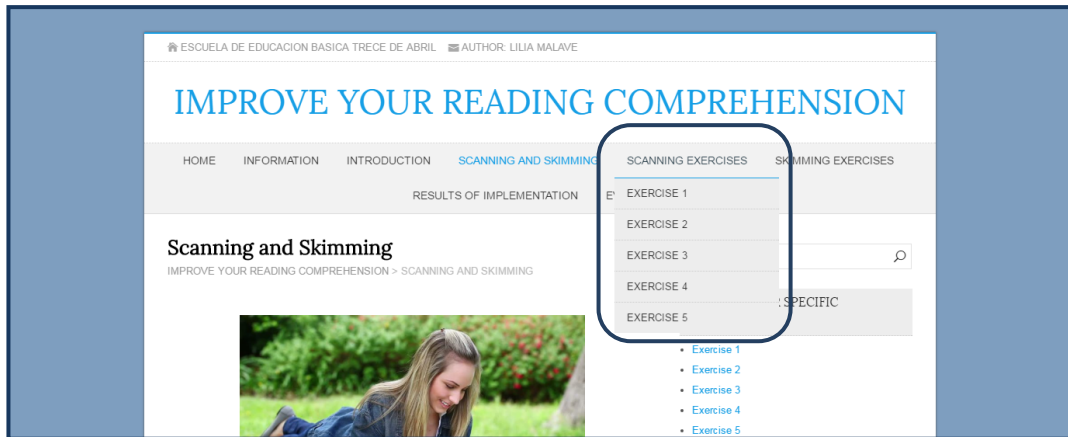 ESCUELA DE EDUCACION BASICA TRECE DE ABRIL AUTHOR: LILIA MALAVE
IMPROVE YOUR READING COMPREHENSION
HOME INFORMATION INTRODUCTION SCANNING AND SKIMMING SCANNING EXERCISES SKIMMING EXERCISES
RESULTS OF IMPLEMENTATION
EXERCISE 1
EXERCISE 2
EXERCISE 3
EXERCISE 4
EXERCISE 5
Scanning and Skimming
IMPROVE YOUR READING COMPREHENSION > SCANNING AND SKIMMING
SPECIFIC
• Exercise 1
• Exercise 2
• Exercise 3
• Exercise 4
• Exercise 5